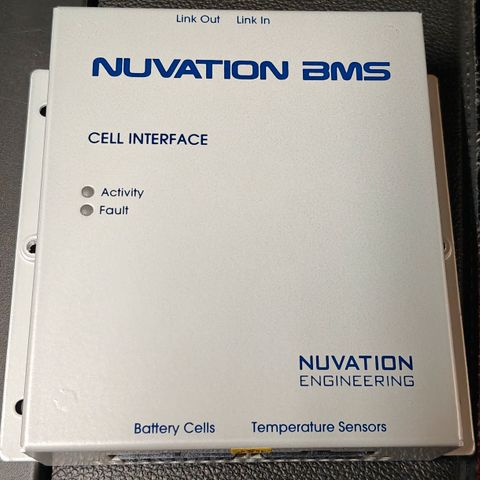 Link Out Link In
NUVATION BMS
CELL INTERFACE
Activity
Fault
NUVATION
ENGINEERING
Battery Cells Temperature Sensors